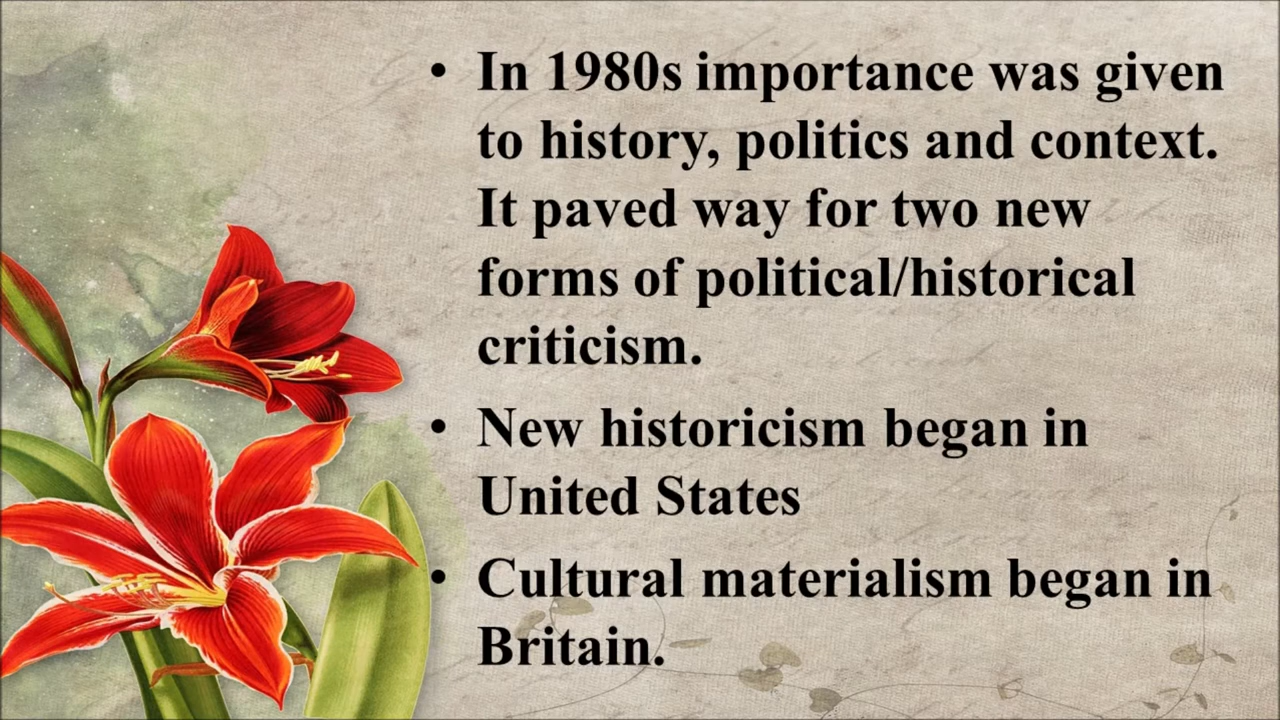 • In 1980s importance was given
to history, politics and context.
It paved way for two new
forms of political/historical
criticism.
• New historicism began in
United States
• Cultural materialism began in
Britain.